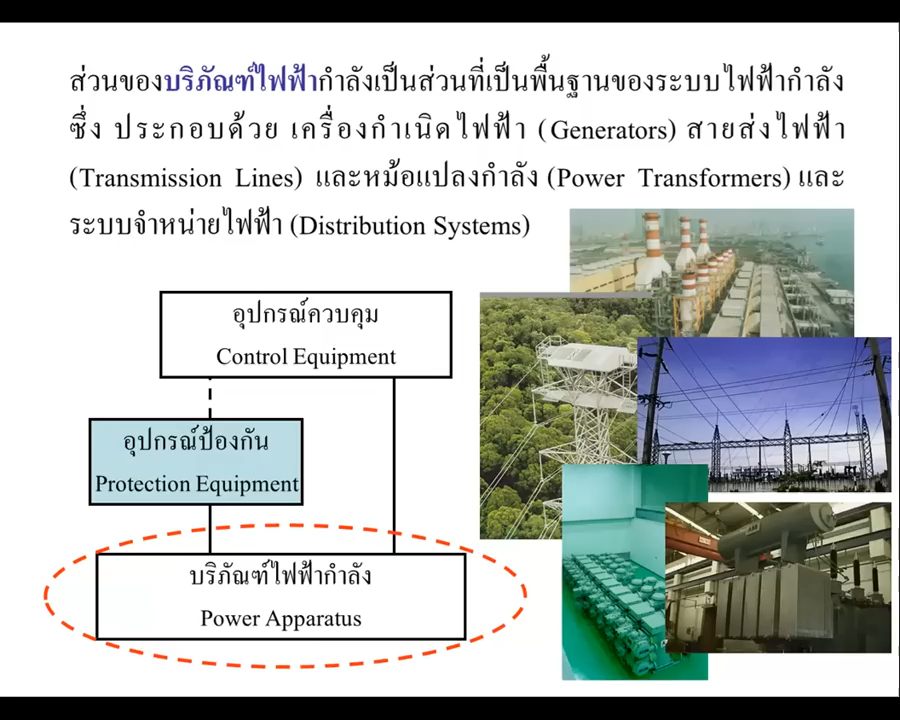 ส่วนของบริภัณฑ์ไฟฟ้ากำลังเป็นส่วนที่เป็นพื้นฐานของระบบไฟฟ้ากำลัง
ซึ่ง ประกอบด้วย เครื่องกำเนิดไฟฟ้า (Generators) สายส่งไฟฟ้า
(Transmission Lines) และหม้อแปลงกำลัง (Power Transformers) และ
ระบบจำหน่ายไฟฟ้า (Distribution Systems)
อุปกรณ์ควบคุม
Control Equipment
อุปกรณ์ป้องกัน
Protection Equipment
บริภัณฑ์ไฟฟ้ากำลัง
Power Apparatus